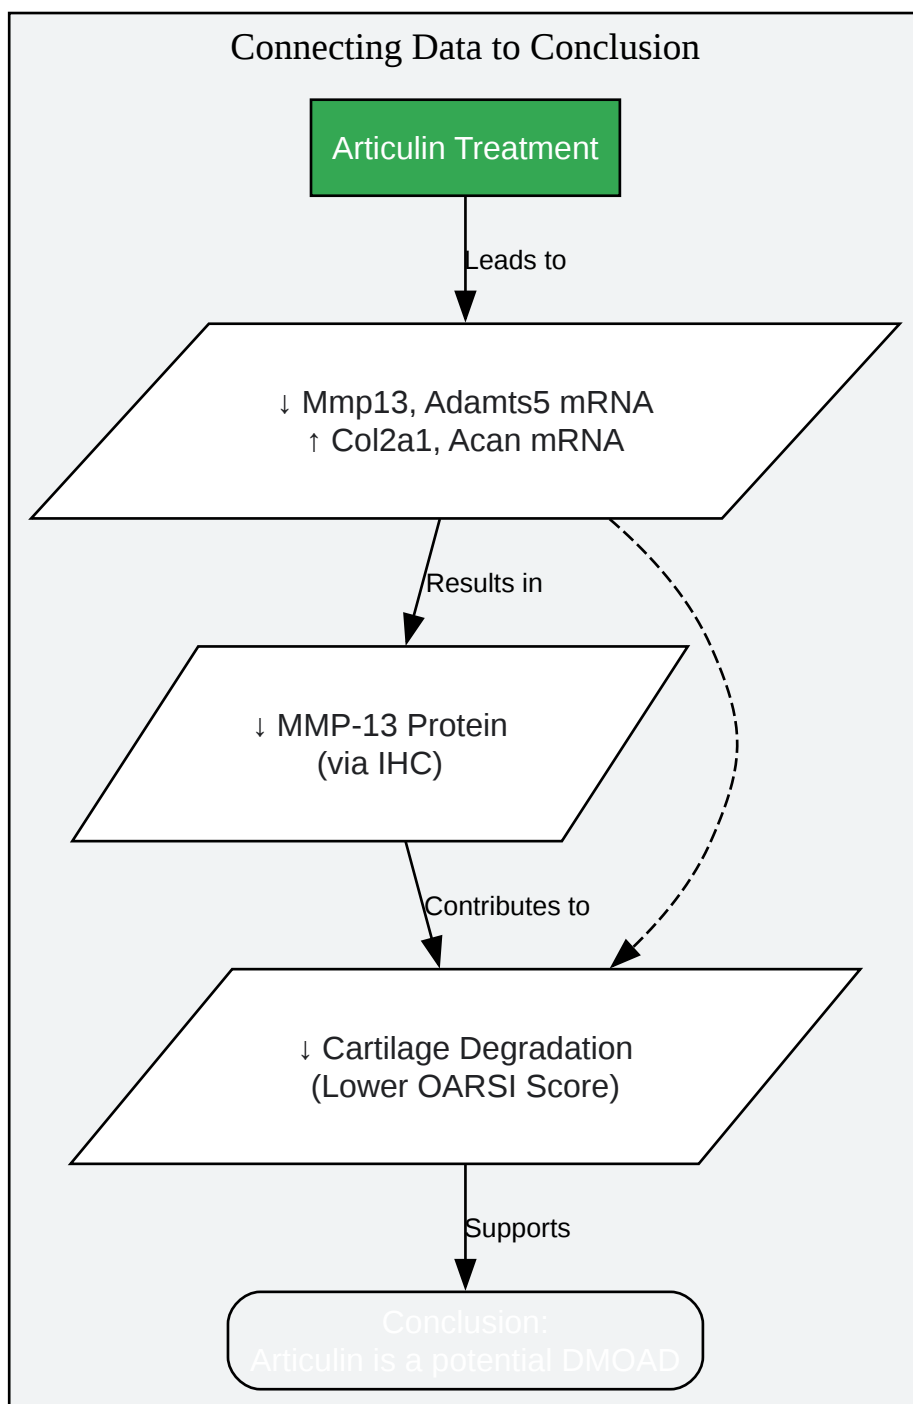 Connecting Data to Conclusion
Articulin Treatment
Leads to
↓ Mmp13, Adamts5 mRNA
↑ Col2a1, Acan mRNA
Results in
↓ MMP-13 Protein
(via IHC)
Contributes to
↓ Cartilage Degradation
(Lower OARSI Score)
Supports
Conclusion:
Articulin is a potential DMOAD